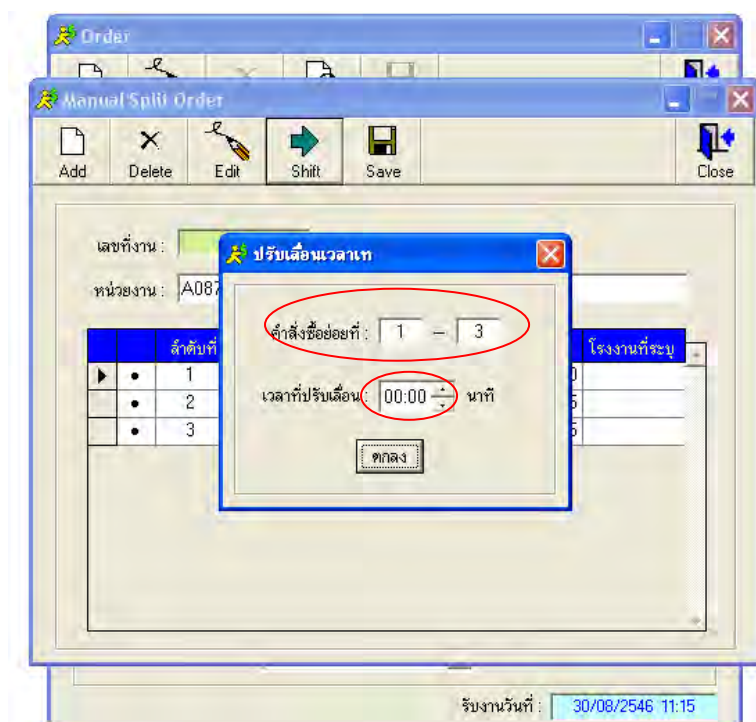 Order
Manual Split Order
Add Delete Edit Shift Save Close
เลขที่งาน :
ปรับเลื่อนเวลาเท
หน่วยงาน : A087
คำสั่งซื้อย่อยที่ : 1 – 3
ลำดับที่ โรงงานที่ระบุ
1
เวลาที่ปรับเลื่อน : 00:00 นาที
2
3
ตกลง
รับงานวันที่ : 30/08/2546 11:15